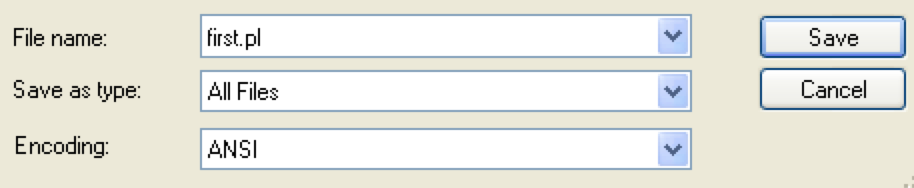 File name: first.pl Save
Save as type: All Files Cancel
Encoding: ANSI